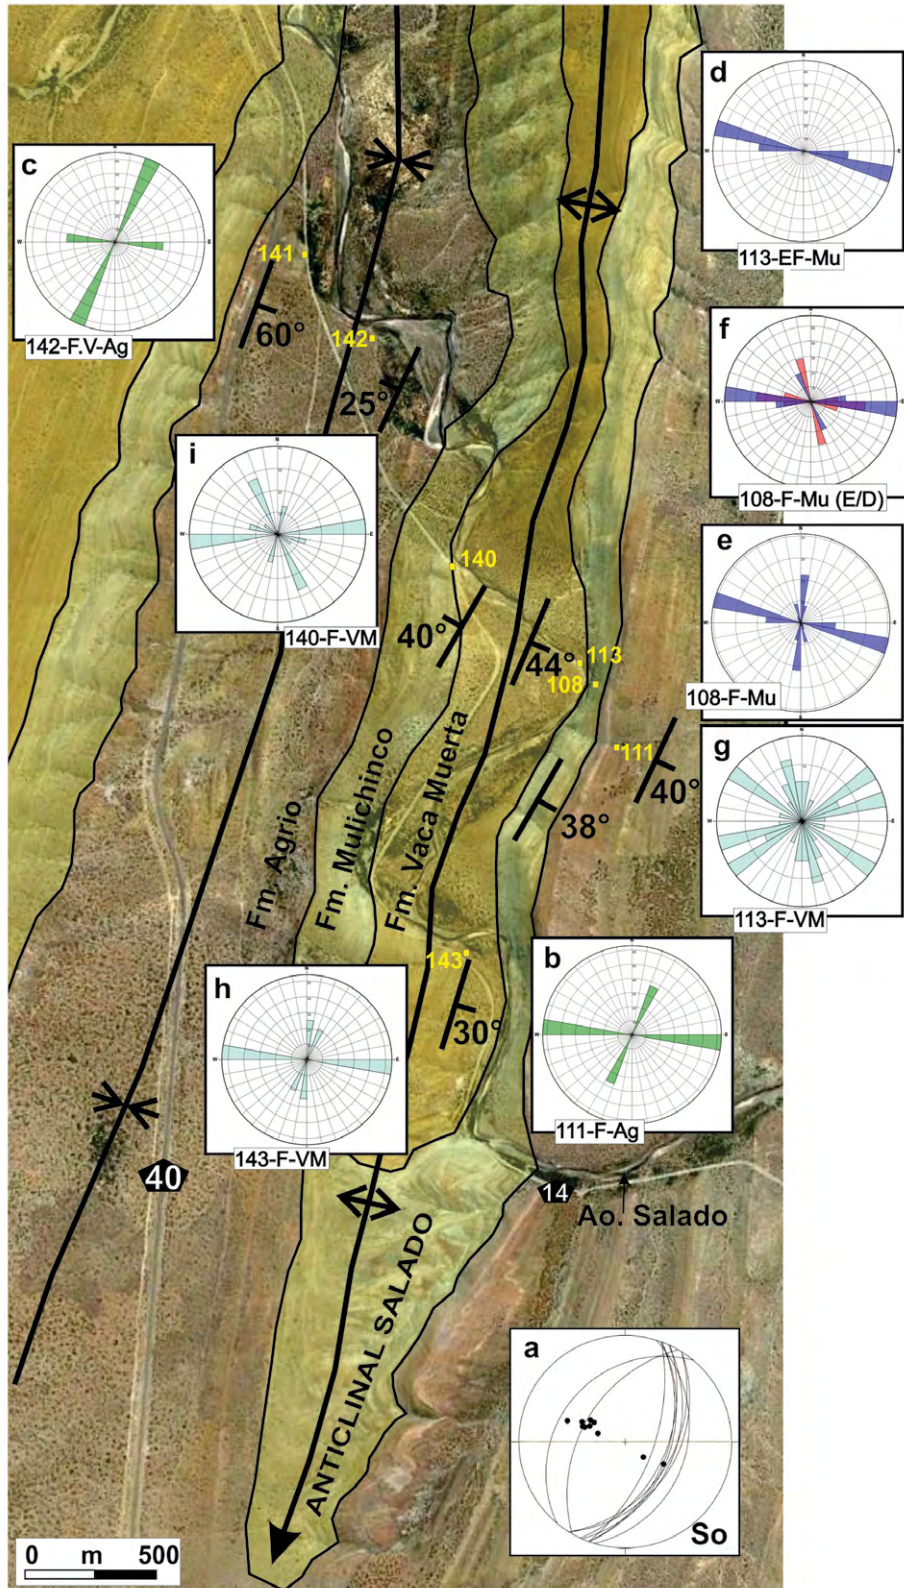 d
N
W
E
113-EF-Mu
c
N
W
E
142-F.V-Ag
141
60°
142
25°
f
N
W
E
108-F-Mu (E/D)
i
N
W
E
140-F-VM
140
40°
e
N
W
E
108-F-Mu
44°
113
108
111
40°
g
N
W
E
113-F-VM
38°
Fm. Agrio
Fm. Mulichinco
Fm. Vaca Muerta
143
30°
h
N
W
E
143-F-VM
b
N
W
E
111-F-Ag
40
14
Ao. Salado
ANTICLINAL SALADO
a
So
0 m 500